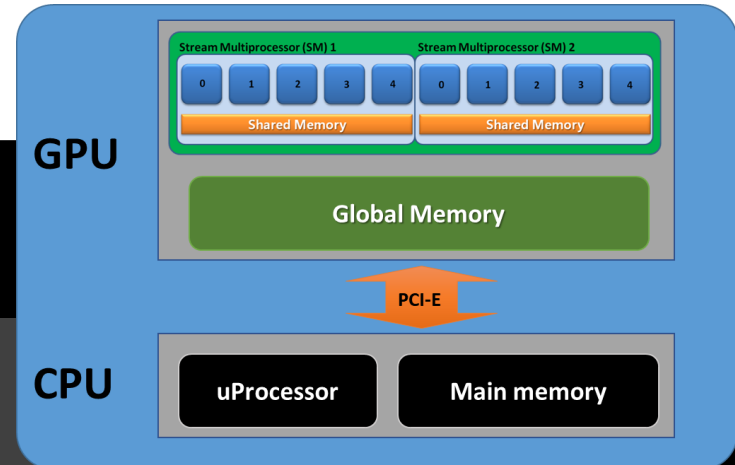 Stream Multiprocessor (SM) 1
Stream Multiprocessor (SM) 2
0 1 2 3 4
0 1 2 3 4
Shared Memory
Shared Memory
GPU
Global Memory
PCI-E
CPU
uProcessor
Main memory